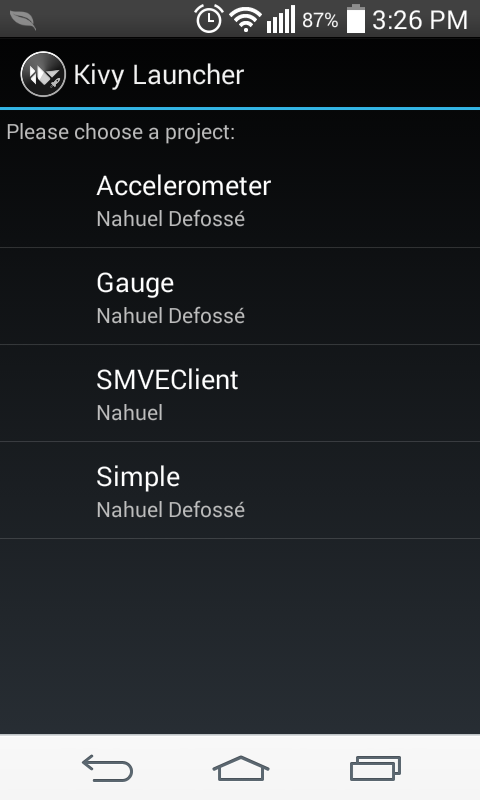 87% 3:26 PM
Kivy Launcher
Please choose a project:
Accelerometer
Nahuel Defossé
Gauge
Nahuel Defossé
SMVEClient
Nahuel
Simple
Nahuel Defossé